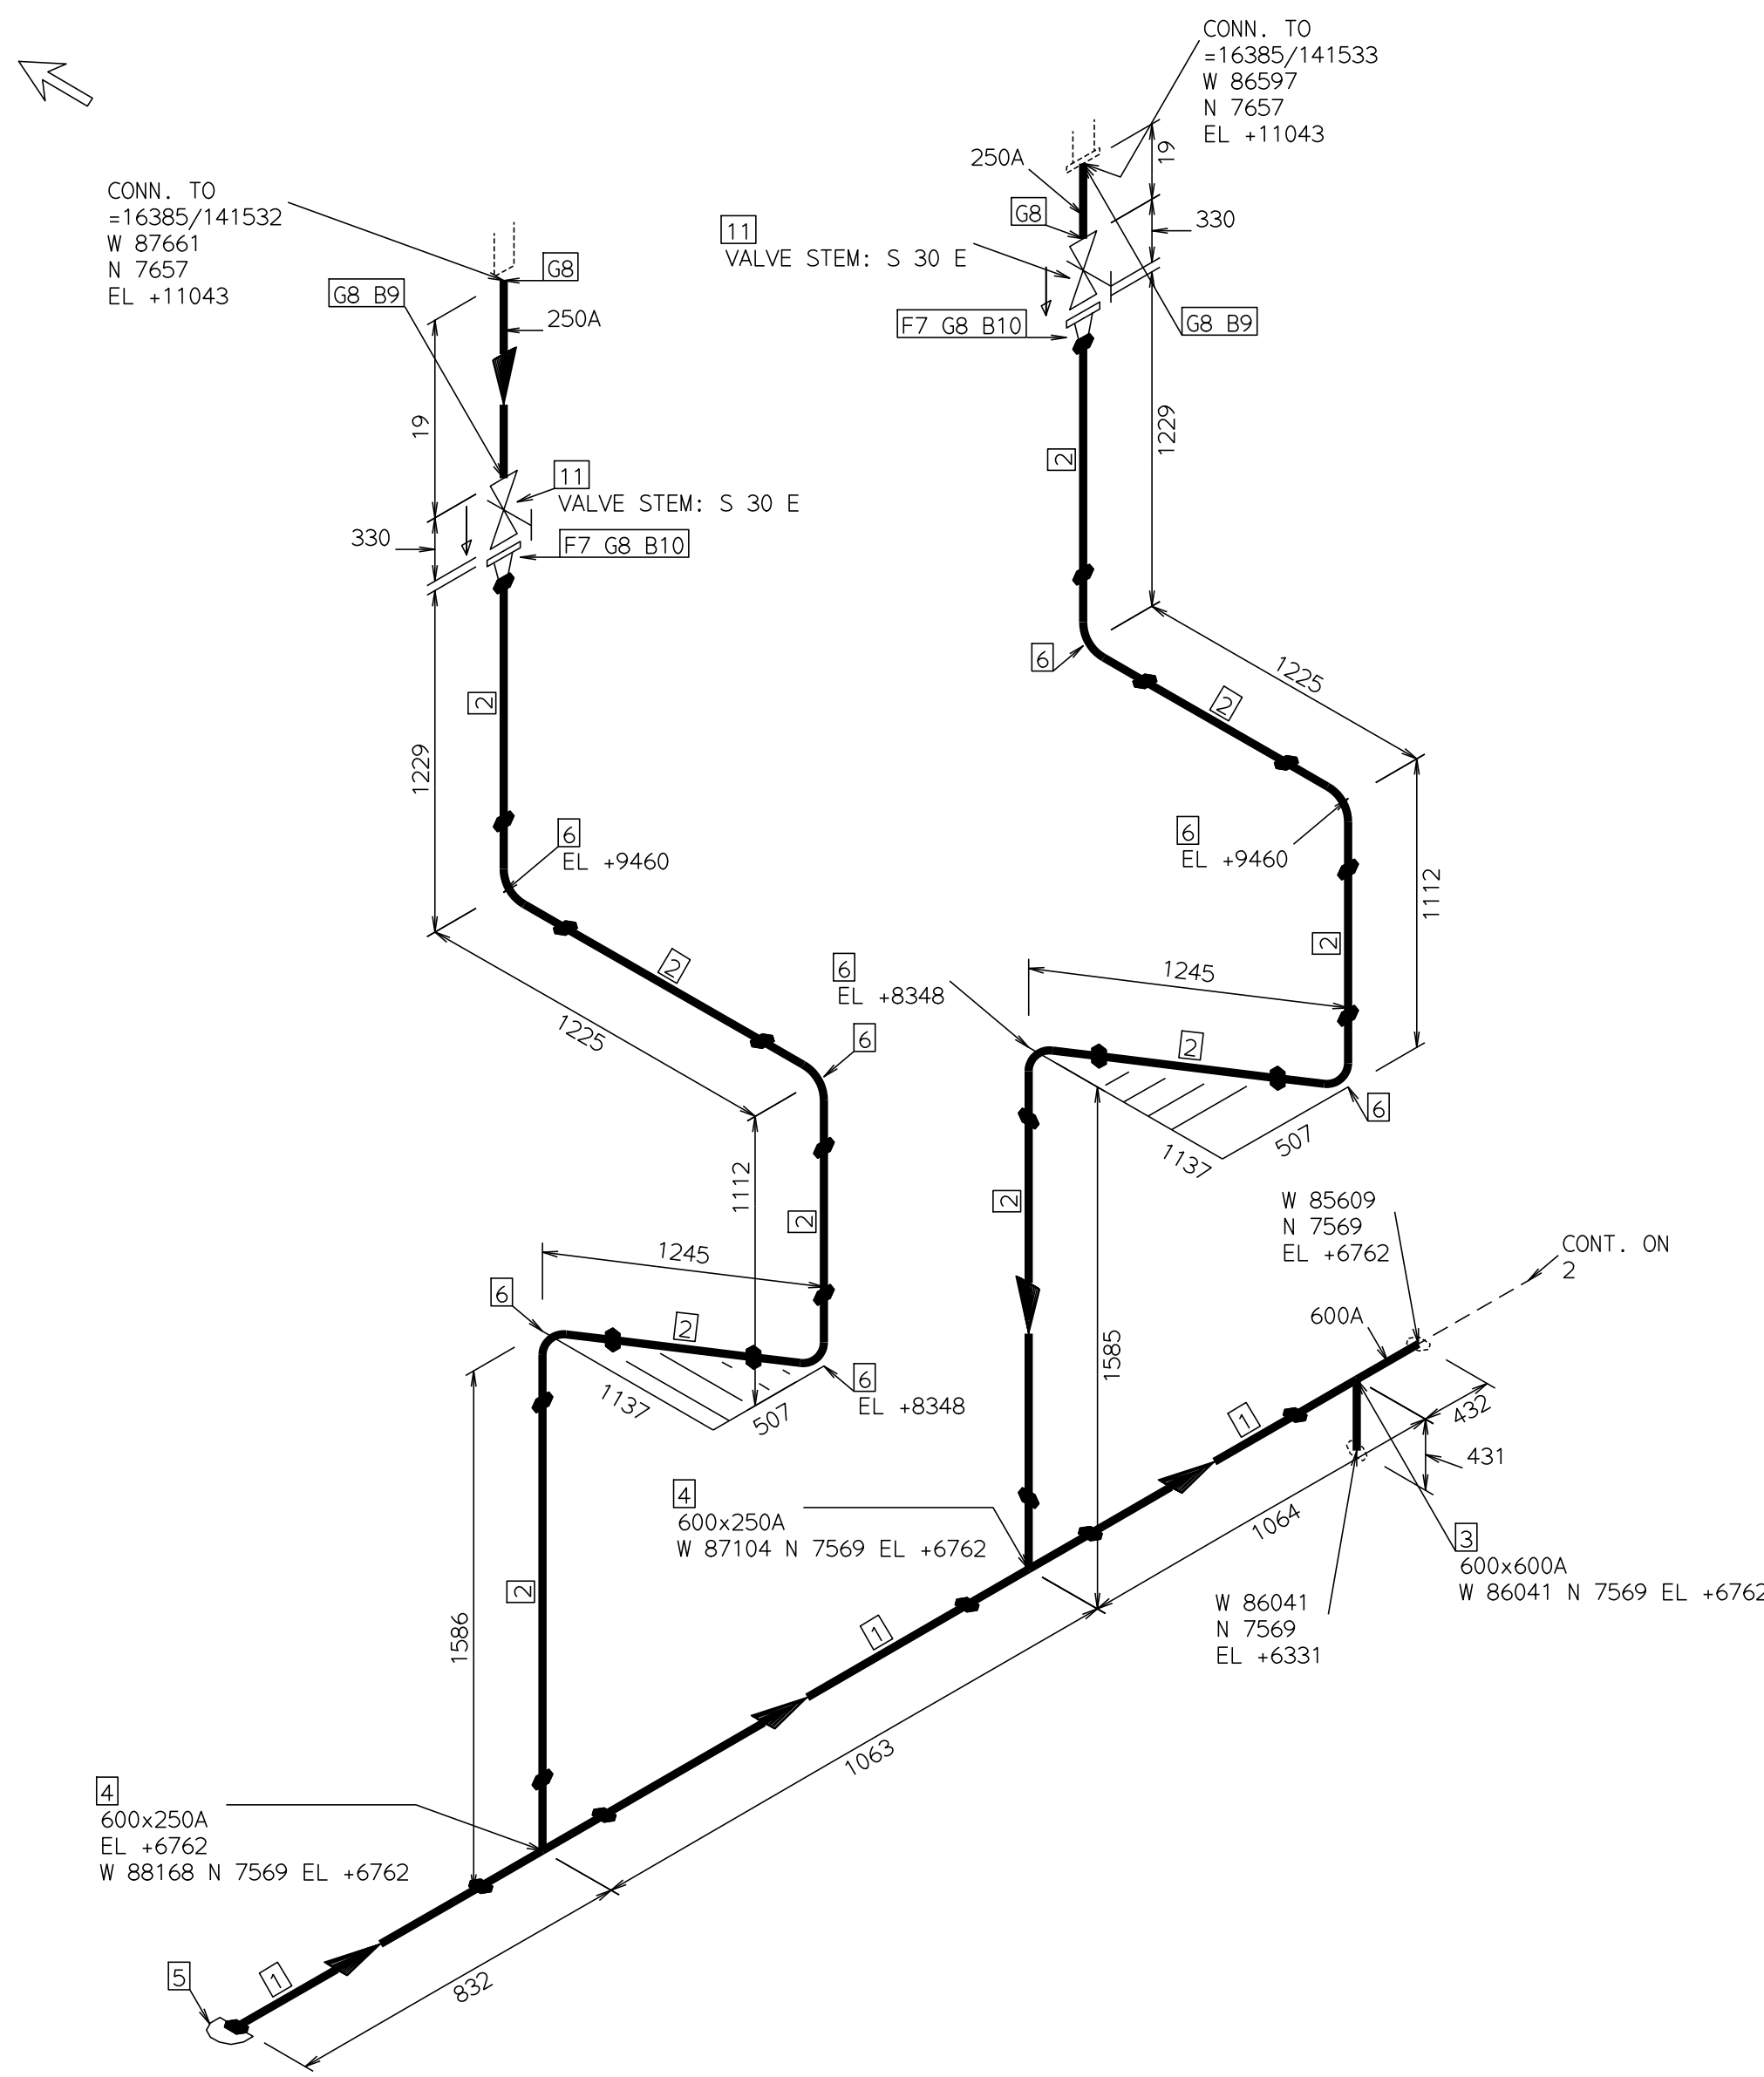 CONN. TO
=16385/141533
W 86597
N 7657
EL +11043
19
250A
G8
330
11
VALVE STEM: S 30 E
F7 G8 B10
G8 B9
CONN. TO
=16385/141532
W 87661
N 7657
EL +11043
G8
G8 B9
250A
19
11
VALVE STEM: S 30 E
330
F7 G8 B10
1229
2
2
1229
6
1225
2
6
EL +9460
6
EL +9460
1112
2
2
1225
6
EL +8348
1245
6
2
6
1137
507
1112
2
2
W 85609
N 7569
EL +6762
CONT. ON
2
1245
6
2
600A
1585
6
EL +8348
1137
507
1
432
431
4
600x250A
W 87104 N 7569 EL +6762
1064
3
600x600A
W 86041 N 7569 EL +6762
2
1586
1
W 86041
N 7569
EL +6331
1063
4
600x250A
EL +6762
W 88168 N 7569 EL +6762
5
1
832